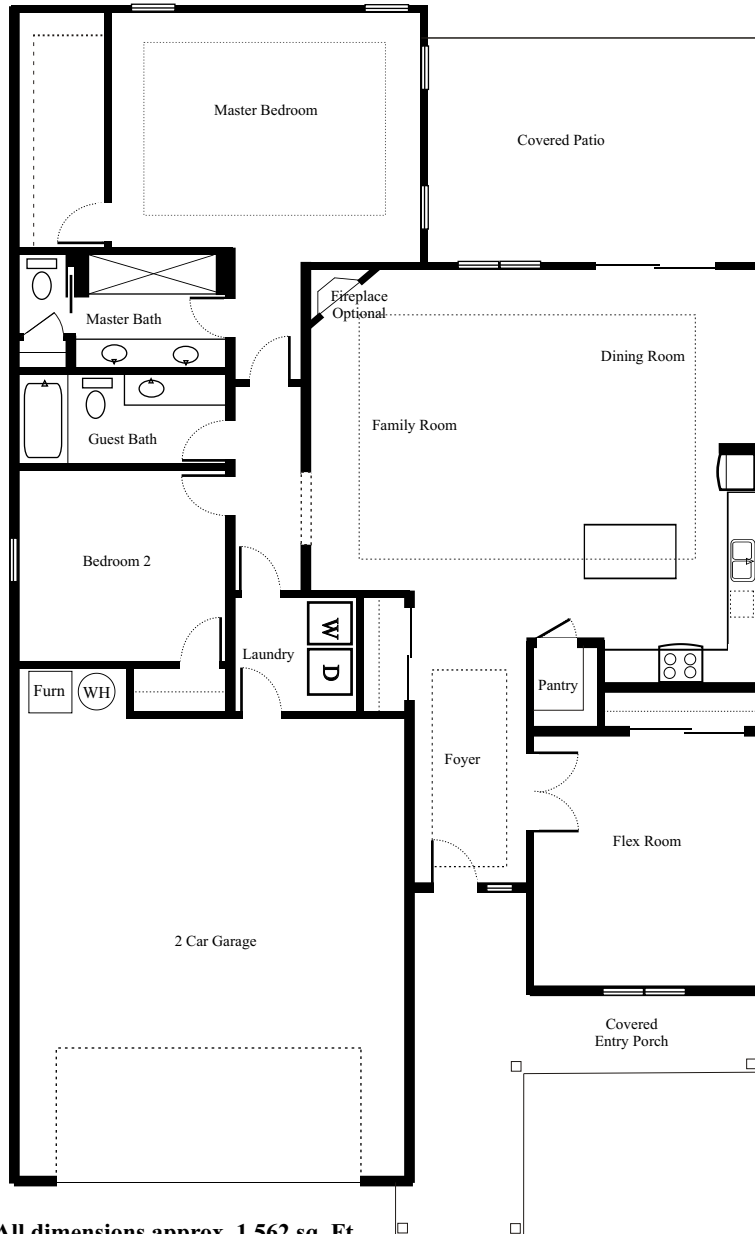 Master Bedroom
Covered Patio
Fireplace
Optional
Master Bath
Dining Room
Family Room
Guest Bath
Bedroom 2
W
D
Laundry
Furn
WH
Pantry
Foyer
Flex Room
2 Car Garage
Covered
Entry Porch
All dimensions approx. 1,562 sq. Ft.